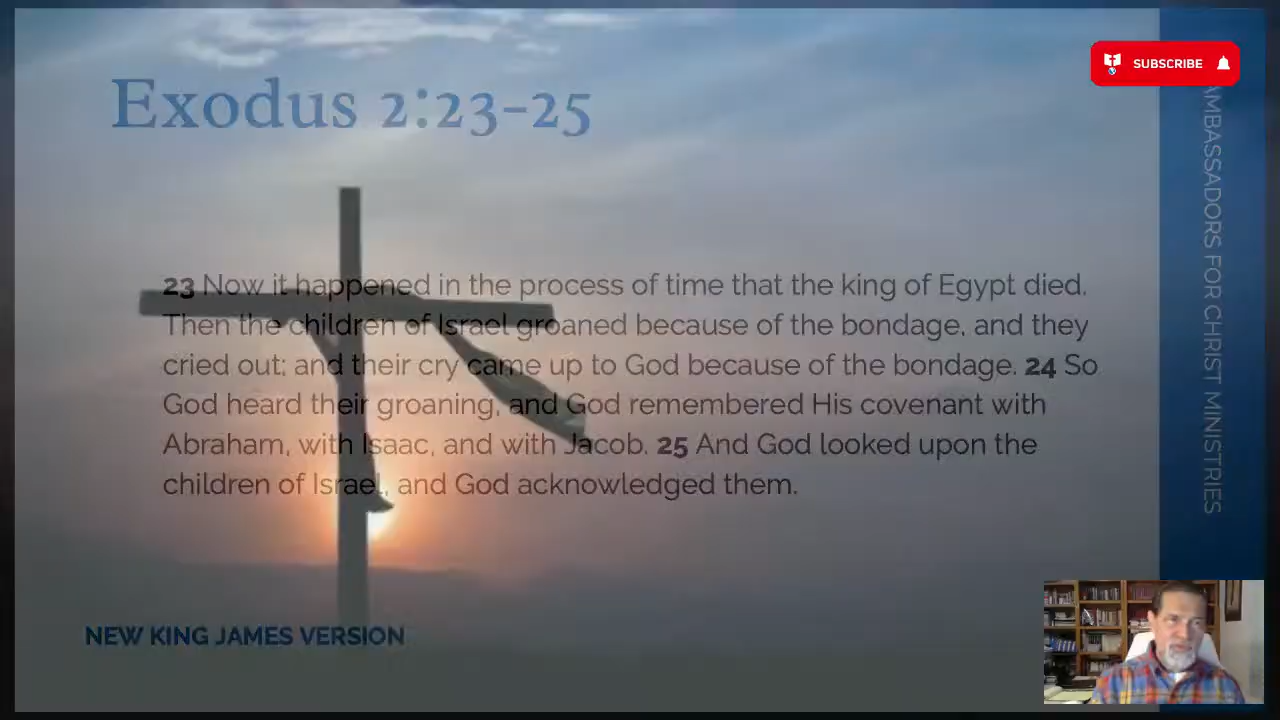 SUBSCRIBE
Exodus 2:23-25
23 Now it happened in the process of time that the king of Egypt died.
Then the children of Israel groaned because of the bondage, and they
cried out; and their cry came up to God because of the bondage. 24 So
God heard their groaning, and God remembered His covenant with
Abraham, with Isaac, and with Jacob. 25 And God looked upon the
children of Israel, and God acknowledged them.
NEW KING JAMES VERSION
AMBASSADORS FOR CHRIST MINISTRIES